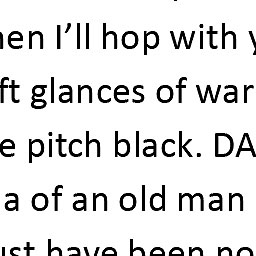 hen I’ll hop with y
ft glances of war
e pitch black. DA
a of an old man
ust have been no